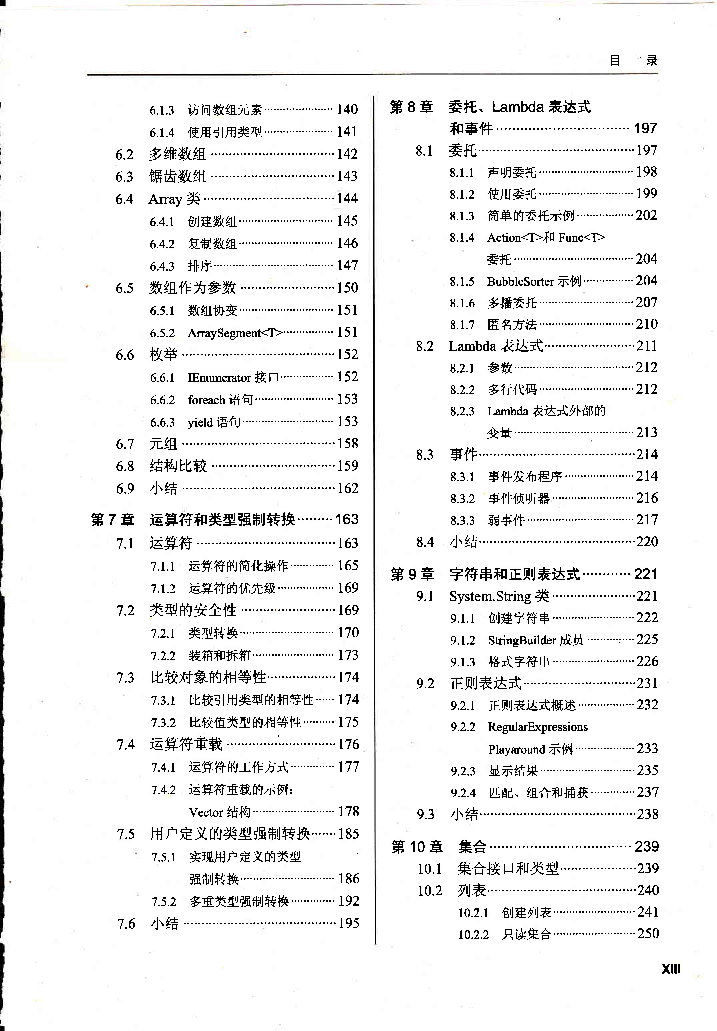 目 录
6.1.3 访问数组元素 140
6.1.4 使用引用类型 141
6.2 多维数组 142
6.3 锯齿数组 143
6.4 Array 类 144
6.4.1 创建数组 145
6.4.2 复制数组 146
6.4.3 排序 147
6.5 数组作为参数 150
6.5.1 数组协变 151
6.5.2 ArraySegment<T> 151
6.6 枚举 152
6.6.1 IEnumerator 接口 152
6.6.2 foreach 语句 153
6.6.3 yield 语句 153
6.7 元组 158
6.8 结构比较 159
6.9 小结 162
第 7 章 运算符和类型强制转换 163
7.1 运算符 163
7.1.1 运算符的简化操作 165
7.1.2 运算符的优先级 169
7.2 类型的安全性 169
7.2.1 类型转换 170
7.2.2 装箱和拆箱 173
7.3 比较对象的相等性 174
7.3.1 比较引用类型的相等性 174
7.3.2 比较值类型的相等性 175
7.4 运算符重载 176
7.4.1 运算符的工作方式 177
7.4.2 运算符重载的示例：
Vector 结构 178
7.5 用户定义的类型强制转换 185
7.5.1 实现用户定义的类型
强制转换 186
7.5.2 多重类型强制转换 192
7.6 小结 195
第 8 章 委托、Lambda 表达式
和事件 197
8.1 委托 197
8.1.1 声明委托 198
8.1.2 使用委托 199
8.1.3 简单的委托示例 202
8.1.4 Action<T>和 Func<T>
委托 204
8.1.5 BubbleSorter 示例 204
8.1.6 多播委托 207
8.1.7 匿名方法 210
8.2 Lambda 表达式 211
8.2.1 参数 212
8.2.2 多行代码 212
8.2.3 Lambda 表达式外部的
变量 213
8.3 事件 214
8.3.1 事件发布程序 214
8.3.2 事件侦听器 216
8.3.3 弱事件 217
8.4 小结 220
第 9 章 字符串和正则表达式 221
9.1 System.String 类 221
9.1.1 创建字符串 222
9.1.2 StringBuilder 成员 225
9.1.3 格式字符串 226
9.2 正则表达式 231
9.2.1 正则表达式概述 232
9.2.2 RegularExpressions
Playaround 示例 233
9.2.3 显示结果 235
9.2.4 匹配、组合和捕获 237
9.3 小结 238
第 10 章 集合 239
10.1 集合接口和类型 239
10.2 列表 240
10.2.1 创建列表 241
10.2.2 只读集合 250
XIII